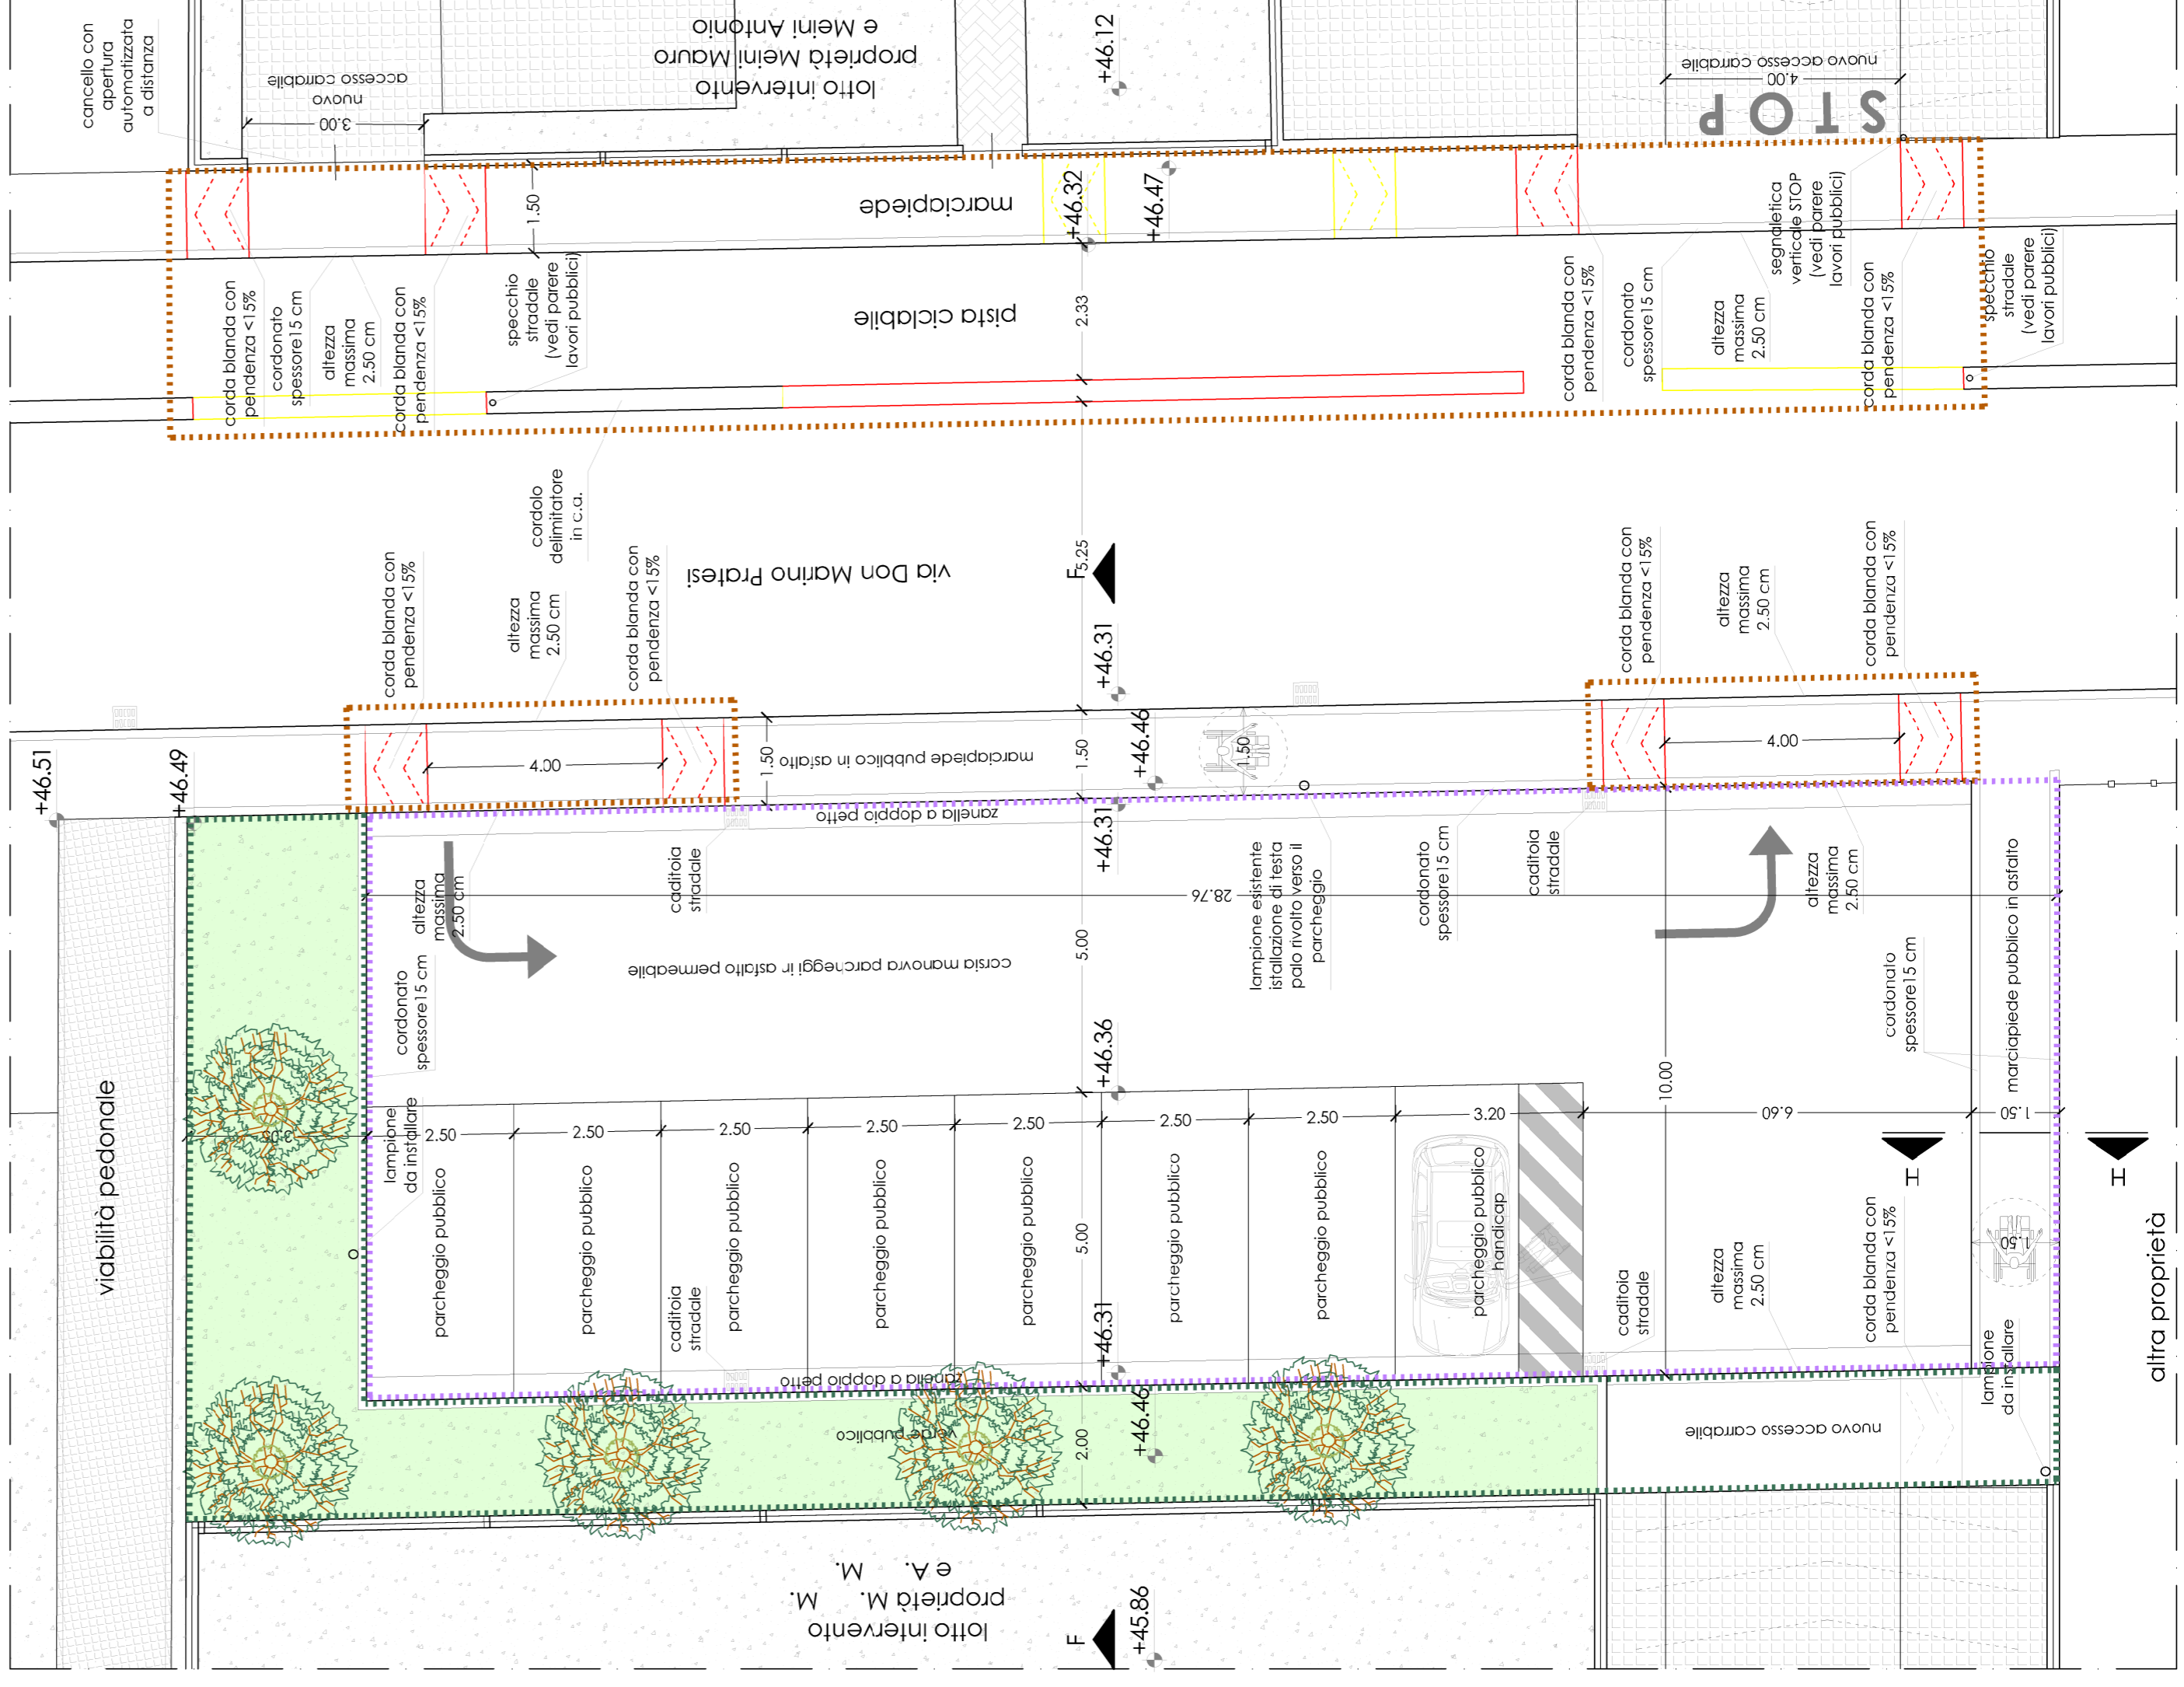 cancello con
apertura
automatizzata
a distanza
nuovo
accesso carrabile
3.00
lotto intervento
proprietà Meini Mauro
e Meini Antonio
+46.12
nuovo accesso carrabile
4.00
STOP
marciapiede
1.50
+46.32
+46.47
segnaletica
verticale STOP
(vedi parere
lavori pubblici)
corda blanda con
pendenza <15%
cordonato
spessore15 cm
altezza
massima
2.50 cm
corda blanda con
pendenza <15%
specchio
stradale
(vedi parere
lavori pubblici)
pista ciclabile
2.33
corda blanda con
pendenza <15%
cordonato
spessore15 cm
altezza
massima
2.50 cm
corda blanda con
pendenza <15%
specchio
stradale
(vedi parere
lavori pubblici)
cordolo
delimitatore
in c.a.
via Don Marino Pratesi
F
5.25
corda blanda con
pendenza <15%
altezza
massima
2.50 cm
corda blanda con
pendenza <15%
+46.31
corda blanda con
pendenza <15%
altezza
massima
2.50 cm
corda blanda con
pendenza <15%
+46.51
+46.49
4.00
1.50
marciapiede pubblico in asfalto
1.50
+46.46
1.50
4.00
zanella a doppio petto
+46.31
altezza
massima
2.50 cm
caditoia
stradale
28.76
lampione esistente
istallazione di testa
palo rivolto verso il
parcheggio
cordonato
spessore15 cm
caditoia
stradale
altezza
massima
2.50 cm
marciapiede pubblico in asfalto
cordonato
spessore15 cm
corsia manovra parcheggi in asfalto permeabile
5.00
cordonato
spessore15 cm
+46.36
10.00
viabilità pedonale
3.05
lampione
da installare
2.50
2.50
2.50
2.50
2.50
2.50
2.50
3.20
6.60
1.50
parcheggio pubblico
parcheggio pubblico
parcheggio pubblico
parcheggio pubblico
parcheggio pubblico
parcheggio pubblico
parcheggio pubblico
parcheggio pubblico
handicap
H
H
caditoia
stradale
5.00
+46.31
caditoia
stradale
altezza
massima
2.50 cm
corda blanda con
pendenza <15%
1.50
lampione
da installare
altra proprietà
zanella a doppio petto
verde pubblico
2.00
+46.46
nuovo accesso carrabile
lotto intervento
proprietà M. M.
e A. M.
F
+45.86